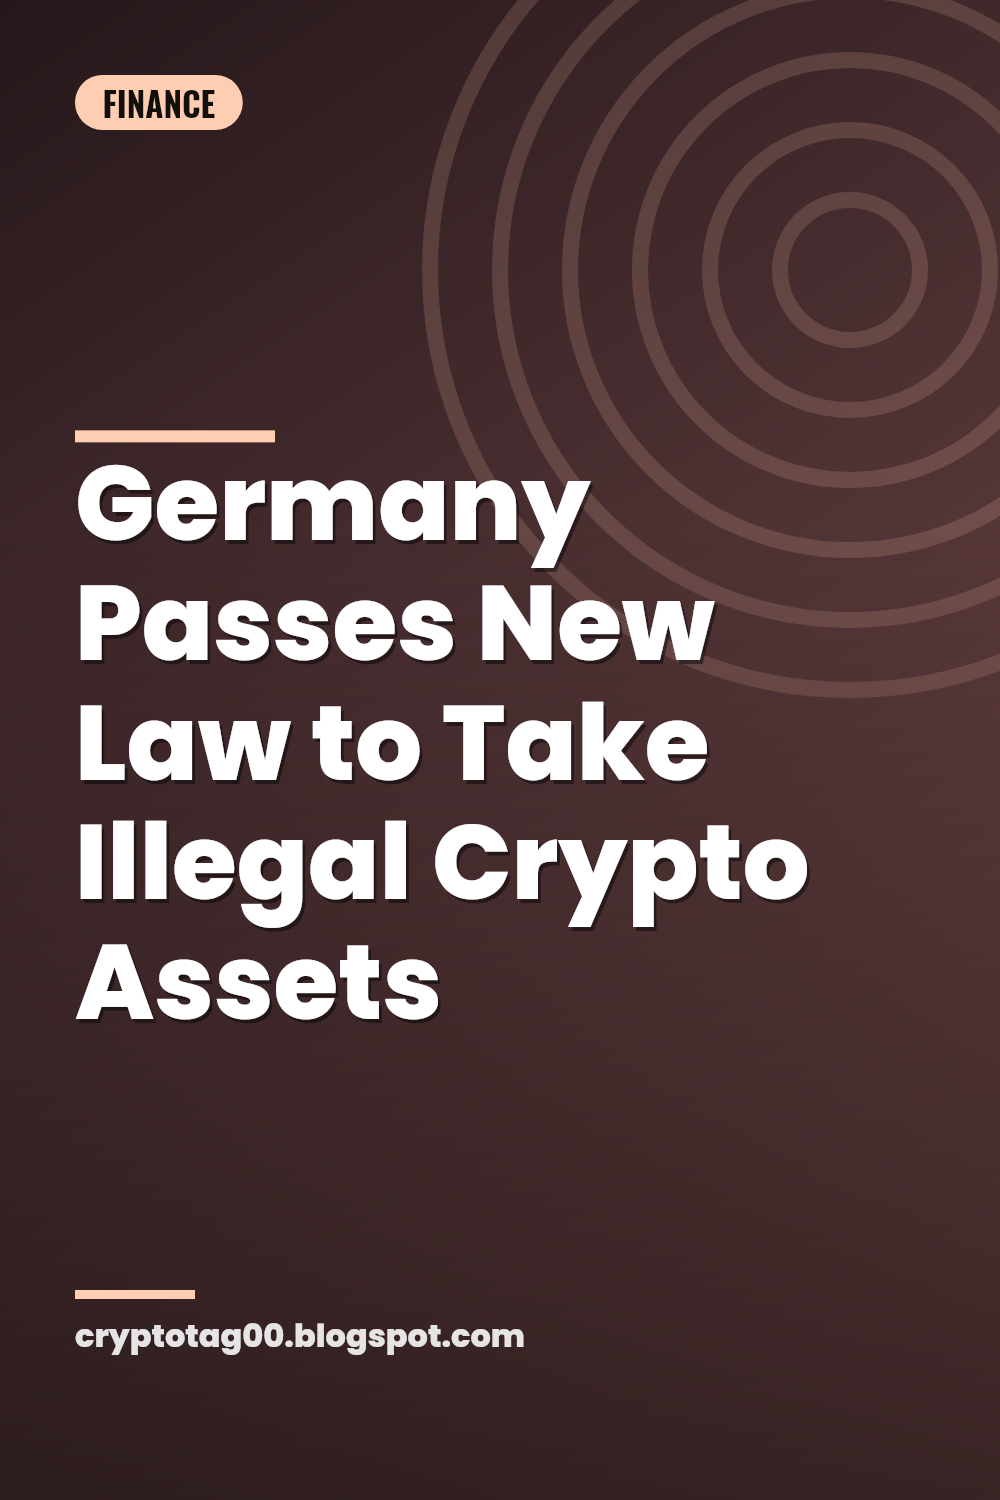 FINANCE
Germany
Passes New
Law to Take
Illegal Crypto
Assets
cryptotag00.blogspot.com